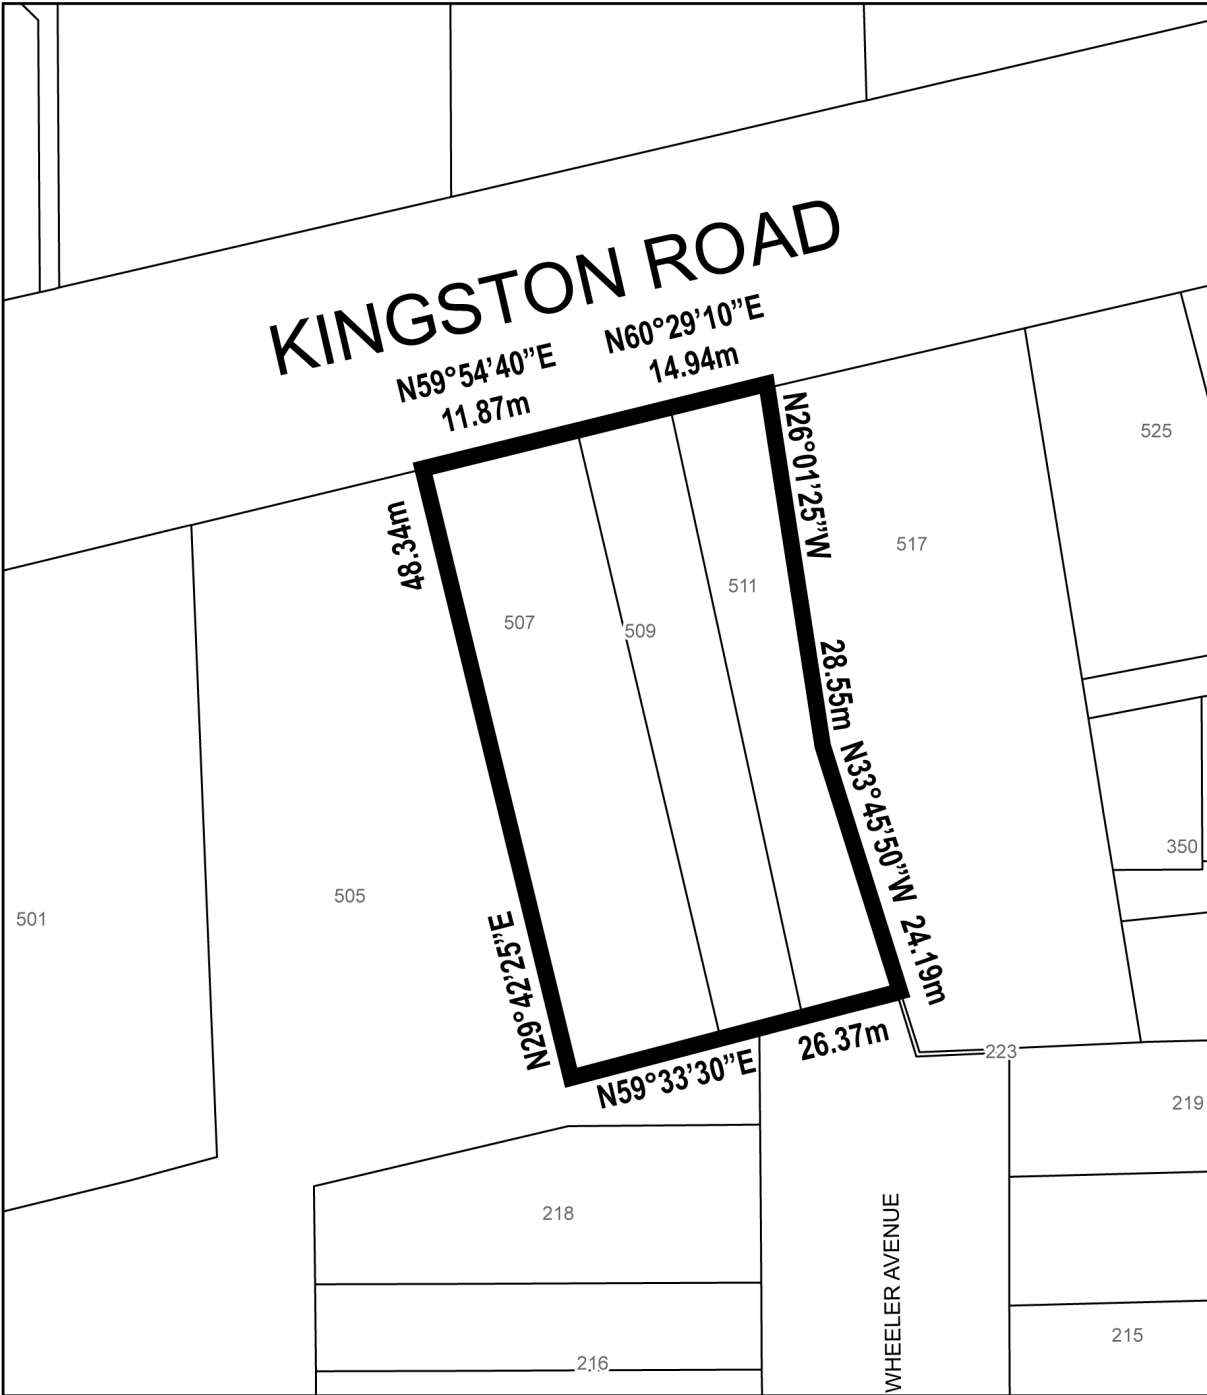 KINGSTON ROAD
N59°54’40”E
11.87m
N60°29’10”E
14.94m
N26°01’25”W
28.55m
N33°45’50”W 24.19m
48.34m
N29°42’25”E
N59°33’30”E
26.37m
525
517
511
507
509
350
505
501
223
219
218
215
216
WHEELER AVENUE